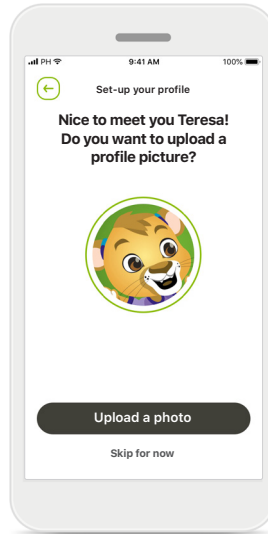 PH 9:41 AM 100%
Set-up your profile
Nice to meet you Teresa!
Do you want to upload a
profile picture?
Upload a photo
Skip for now